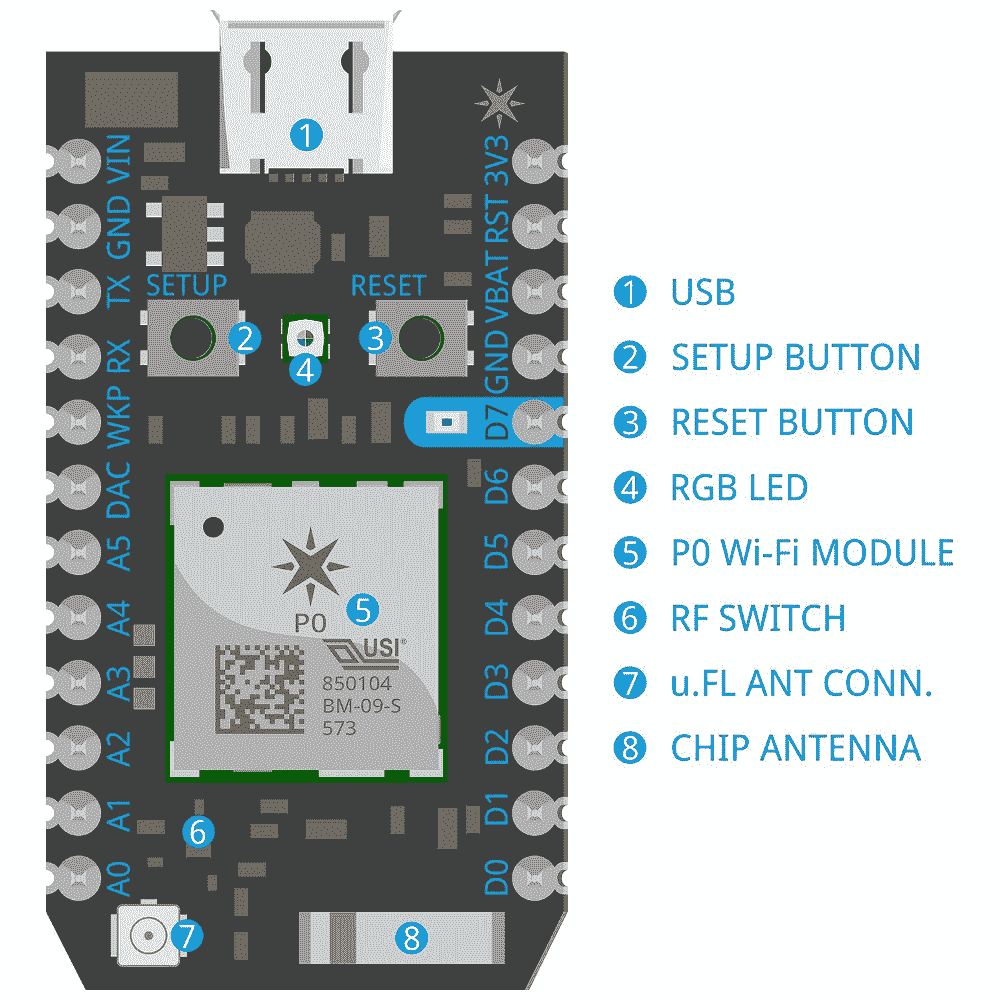 1
VIN
GND
TX
RX
WKP
DAC
A5
A4
A3
A2
A1
A0
3V3
RST
VBAT
GND
D7
D6
D5
D4
D3
D2
D1
D0
SETUP
RESET
2
3
4
5
P0
USI®
850104
BM-09-S
573
6
7
8
1 USB
2 SETUP BUTTON
3 RESET BUTTON
4 RGB LED
5 P0 Wi-Fi MODULE
6 RF SWITCH
7 u.FL ANT CONN.
8 CHIP ANTENNA